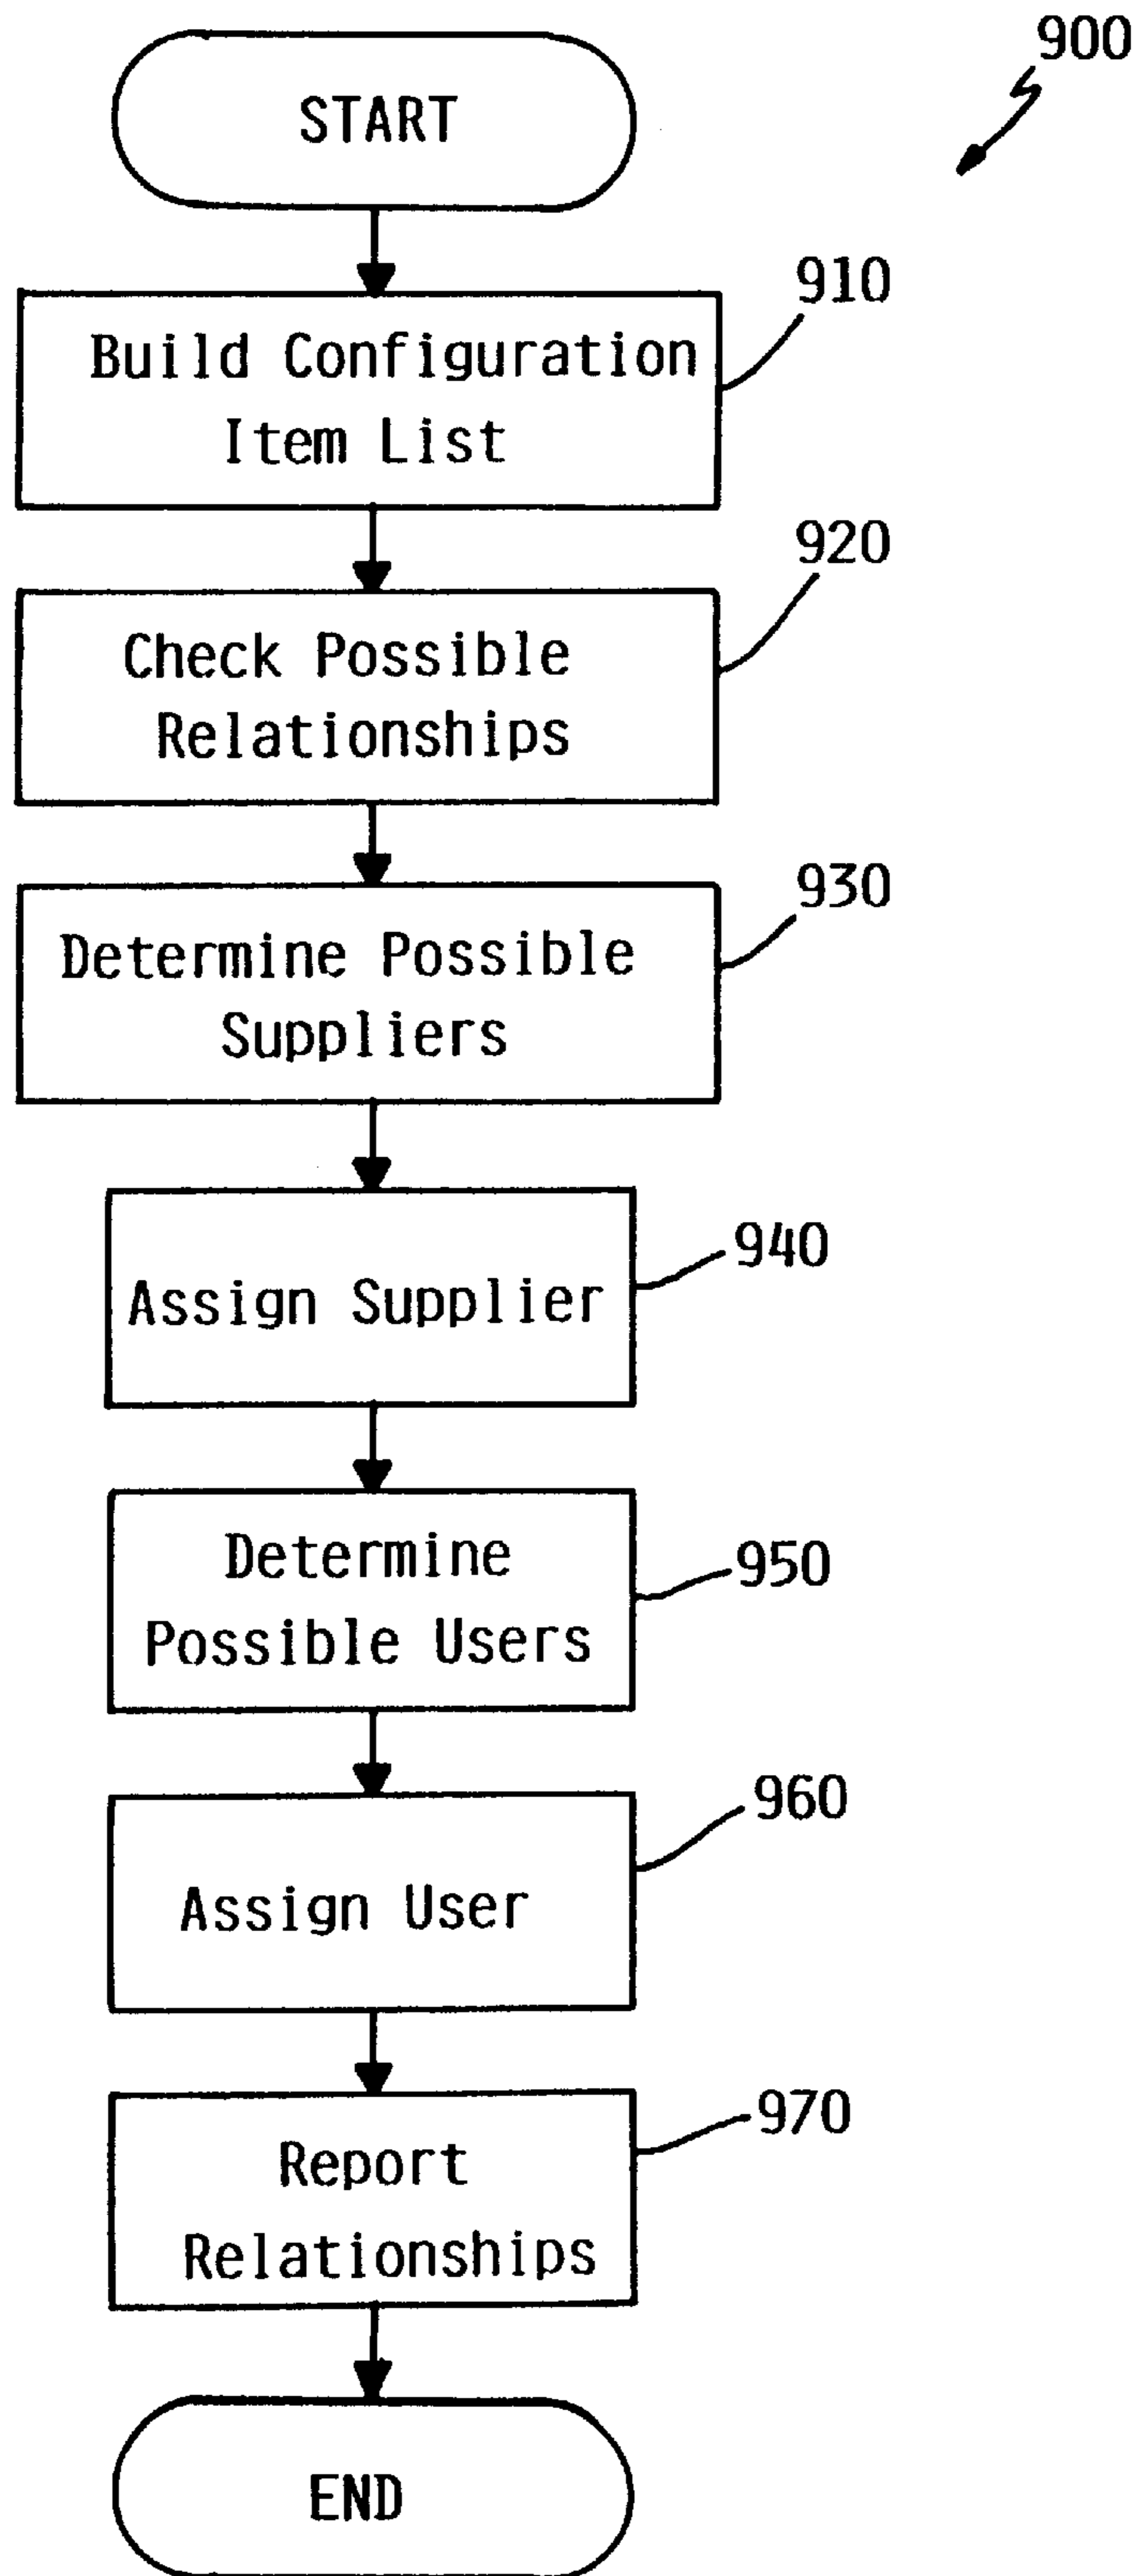 900
START
910
Build Configuration
Item List
920
Check Possible
Relationships
930
Determine Possible
Suppliers
940
Assign Supplier
950
Determine
Possible Users
960
Assign User
970
Report
Relationships
END